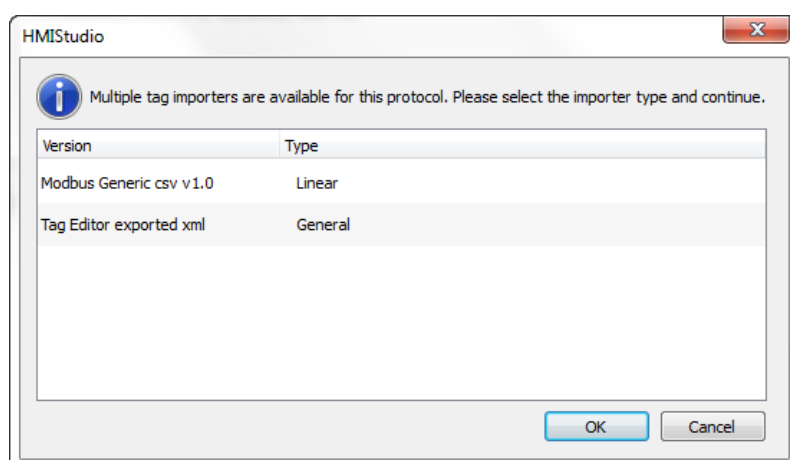 HMIStudio
Multiple tag importers are available for this protocol. Please select the importer type and continue.
Version Type
Modbus Generic csv v1.0 Linear
Tag Editor exported xml General
OK Cancel